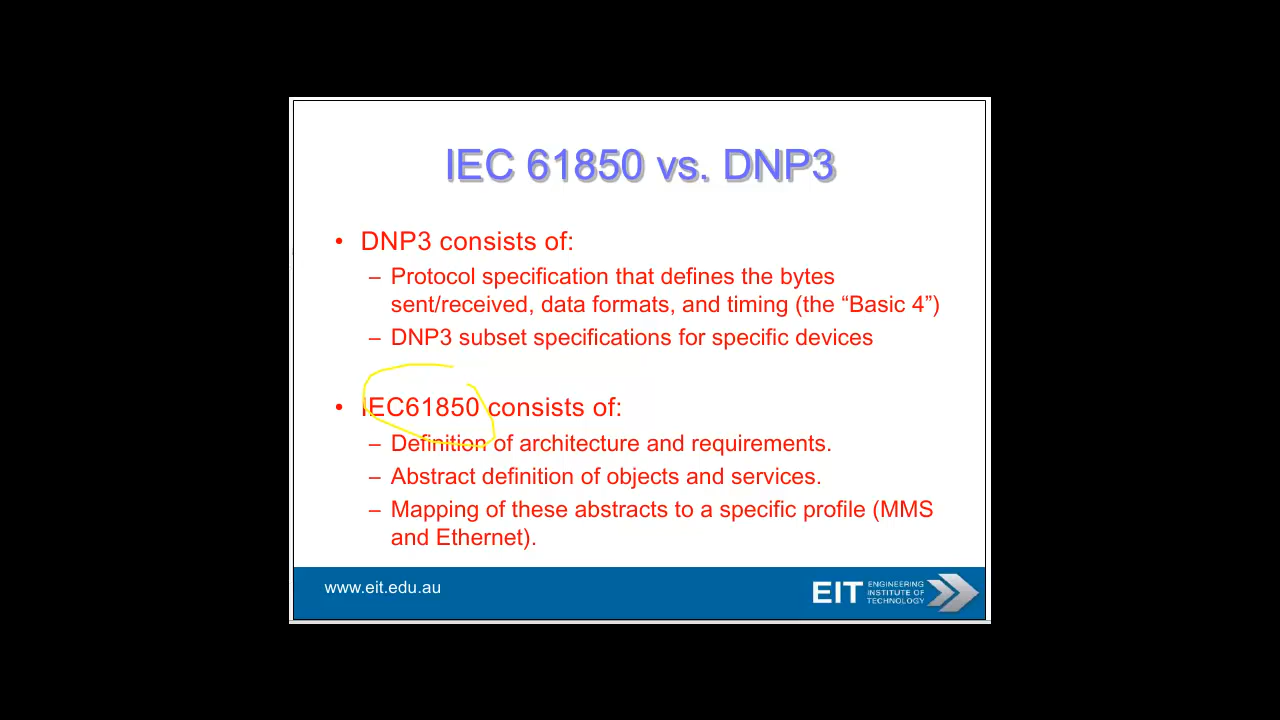 IEC 61850 vs. DNP3
• DNP3 consists of:
– Protocol specification that defines the bytes
sent/received, data formats, and timing (the “Basic 4”)
– DNP3 subset specifications for specific devices
• IEC61850 consists of:
– Definition of architecture and requirements.
– Abstract definition of objects and services.
– Mapping of these abstracts to a specific profile (MMS
and Ethernet).
www.eit.edu.au
EIT
ENGINEERING
INSTITUTE OF
TECHNOLOGY